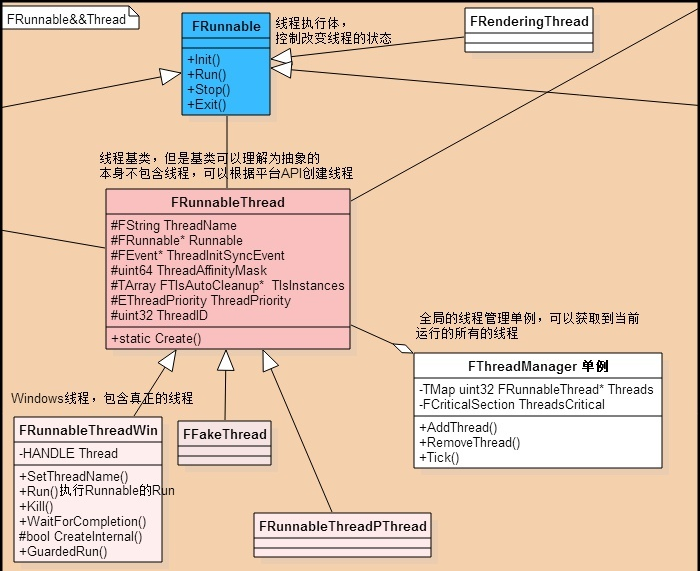 FRunnable&&Thread
FRunnable
+Init()
+Run()
+Stop()
+Exit()
线程执行体，
控制改变线程的状态
FRenderingThread
线程基类，但是基类可以理解为抽象的
本身不包含线程，可以根据平台API创建线程
FRunnableThread
#FString ThreadName
#FRunnable* Runnable
#FEvent* ThreadInitSyncEvent
#uint64 ThreadAffinityMask
#TArray FTlsAutoCleanup*  TlsInstances
#EThreadPriority ThreadPriority
#uint32 ThreadID
+static Create()
全局的线程管理单例，可以获取到当前
运行的所有的线程
FThreadManager 单例
-TMap uint32 FRunnableThread* Threads
-FCriticalSection ThreadsCritical
+AddThread()
+RemoveThread()
+Tick()
Windows线程，包含真正的线程
FRunnableThreadWin
-HANDLE Thread
+SetThreadName()
+Run()执行Runnable的Run
+Kill()
+WaitForCompletion()
#bool CreateInternal()
+GuardedRun()
FFakeThread
FRunnableThreadPThread